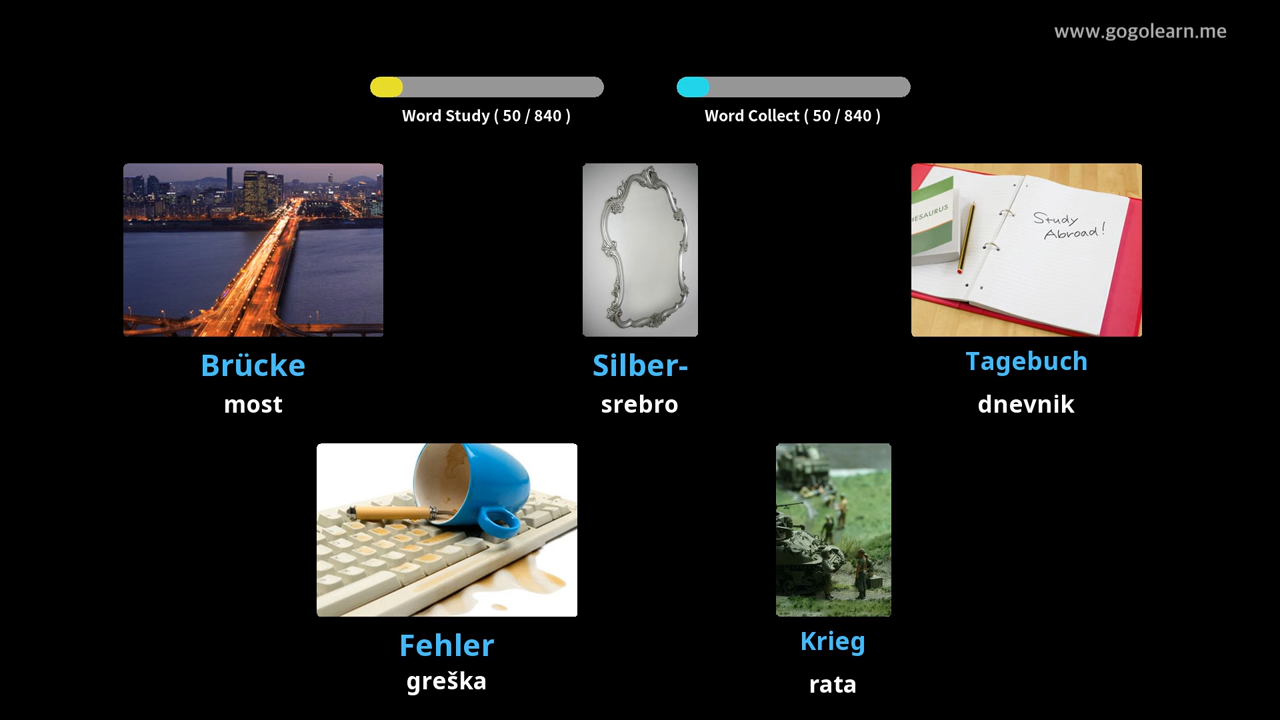 www.gogolearn.me
Word Study ( 50 / 840 )
Word Collect ( 50 / 840 )
ESAURUS
Study
Abroad!
Brücke
most
Silber-
srebro
Tagebuch
dnevnik
Fehler
greška
Krieg
rata